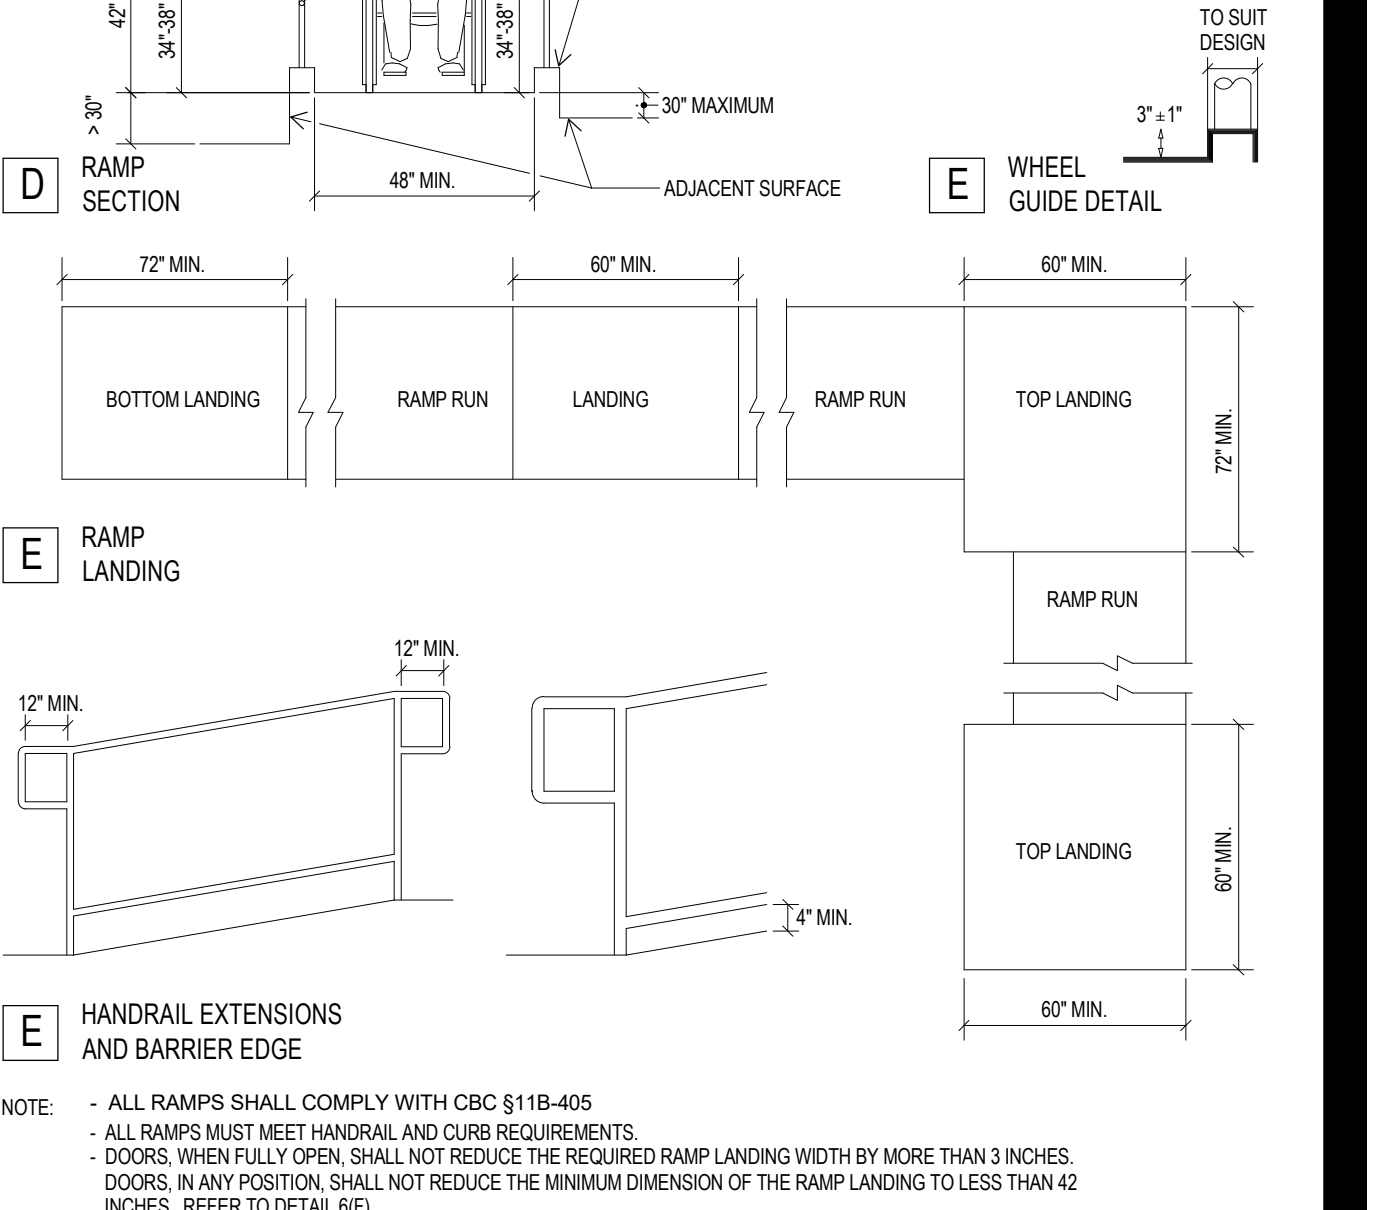 42"
34"-38"
34"-38"
TO SUIT
DESIGN
> 30"
30" MAXIMUM
3" ± 1"
D
RAMP
SECTION
48" MIN.
ADJACENT SURFACE
E
WHEEL
GUIDE DETAIL
72" MIN.
60" MIN.
60" MIN.
BOTTOM LANDING
RAMP RUN
LANDING
RAMP RUN
TOP LANDING
72" MIN.
E
RAMP
LANDING
RAMP RUN
12" MIN.
12" MIN.
TOP LANDING
60" MIN.
4" MIN.
E
HANDRAIL EXTENSIONS
AND BARRIER EDGE
60" MIN.
NOTE: - ALL RAMPS SHALL COMPLY WITH CBC §11B-405
- ALL RAMPS MUST MEET HANDRAIL AND CURB REQUIREMENTS.
- DOORS, WHEN FULLY OPEN, SHALL NOT REDUCE THE REQUIRED RAMP LANDING WIDTH BY MORE THAN 3 INCHES.
DOORS, IN ANY POSITION, SHALL NOT REDUCE THE MINIMUM DIMENSION OF THE RAMP LANDING TO LESS THAN 42
INCHES. REFER TO DETAIL 6(F)